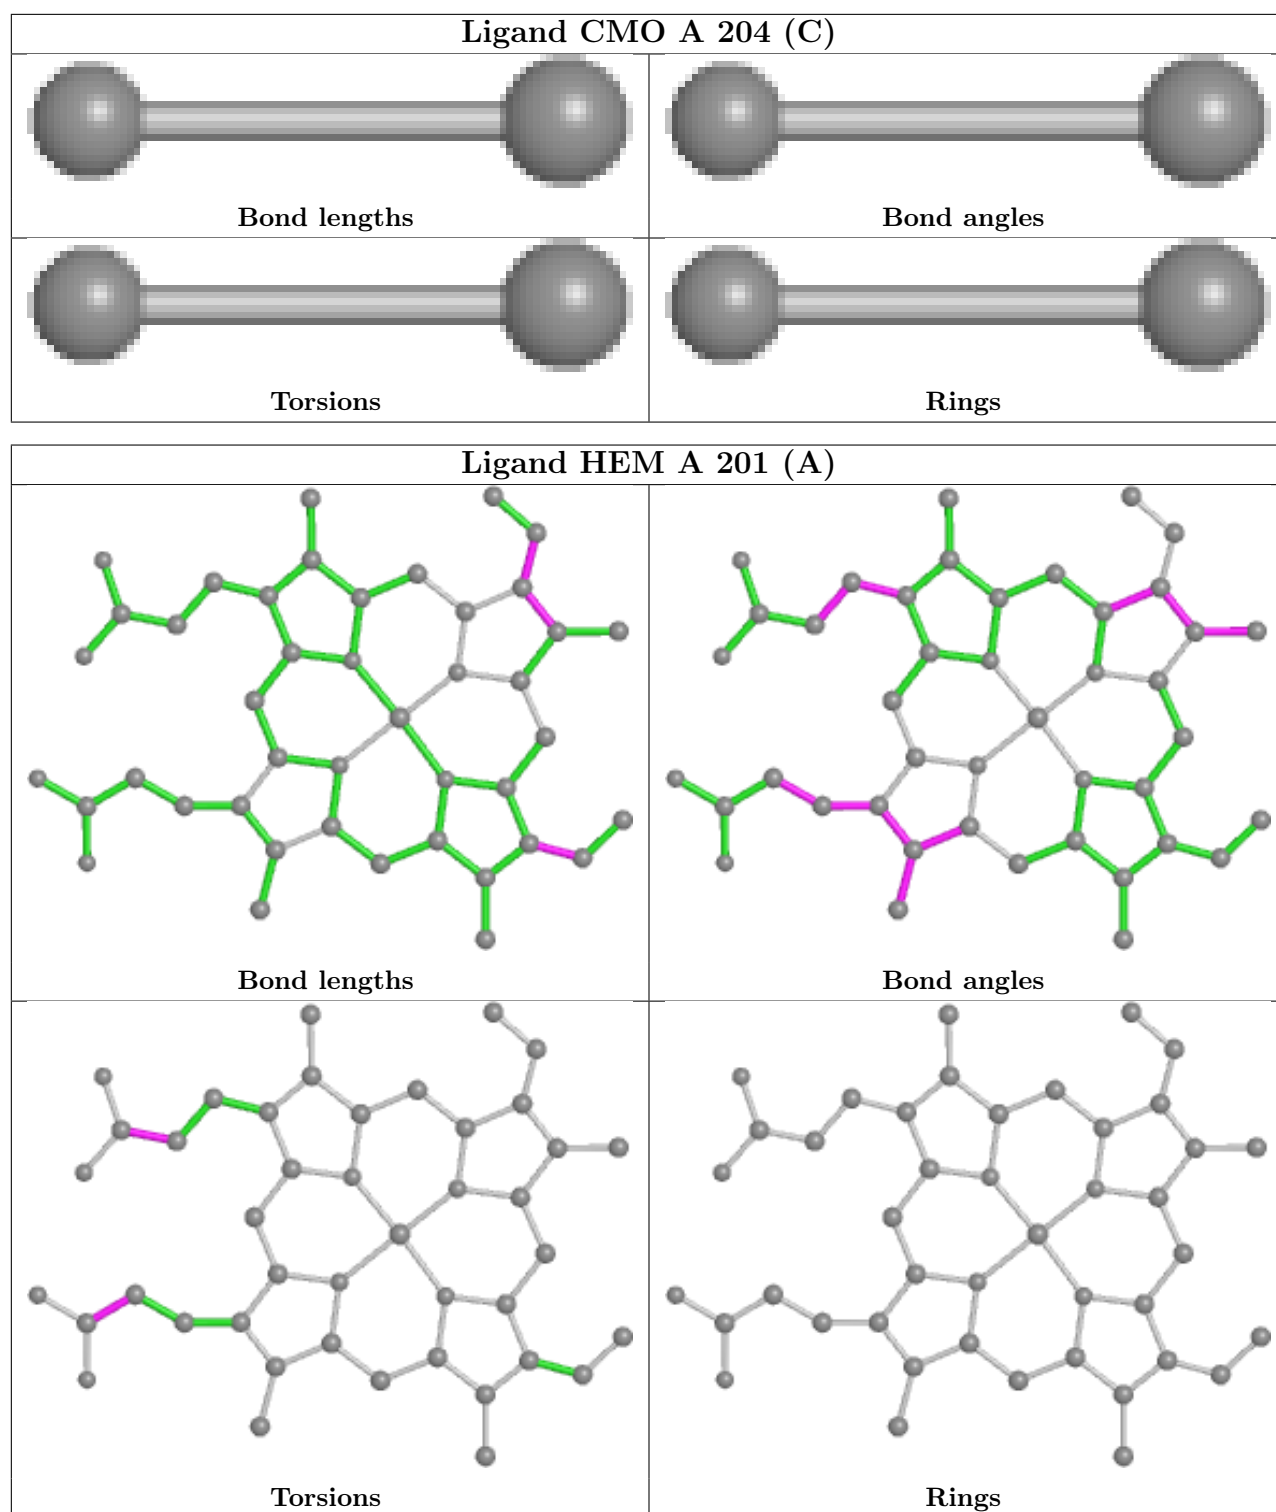 Ligand CMO A 204 (C)
Bond lengths
Bond angles
Torsions
Rings
Ligand HEM A 201 (A)
Bond lengths
Bond angles
Torsions
Rings